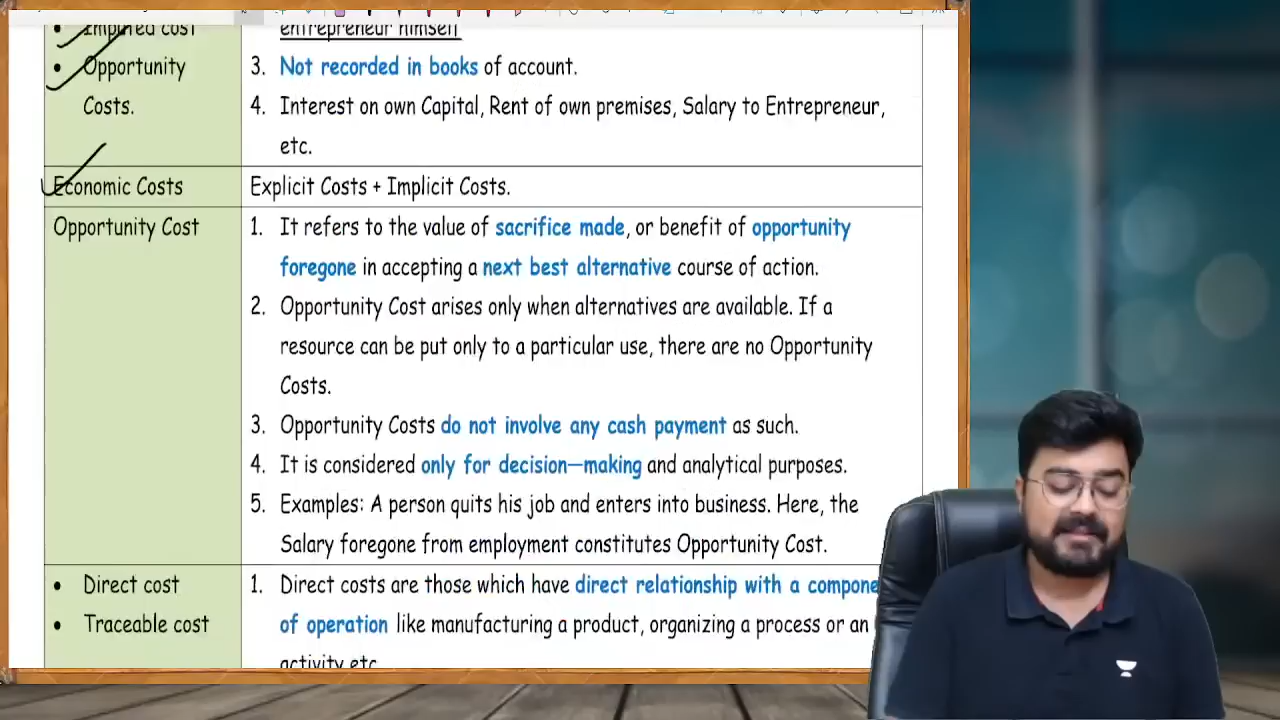 • Imputed cost
• Opportunity
Costs.
entrepreneur himself
3. Not recorded in books of account.
4. Interest on own Capital, Rent of own premises, Salary to Entrepreneur,
etc.
Economic Costs
Explicit Costs + Implicit Costs.
Opportunity Cost
1. It refers to the value of sacrifice made, or benefit of opportunity
foregone in accepting a next best alternative course of action.
2. Opportunity Cost arises only when alternatives are available. If a
resource can be put only to a particular use, there are no Opportunity
Costs.
3. Opportunity Costs do not involve any cash payment as such.
4. It is considered only for decision—making and analytical purposes.
5. Examples: A person quits his job and enters into business. Here, the
Salary foregone from employment constitutes Opportunity Cost.
• Direct cost
• Traceable cost
1. Direct costs are those which have direct relationship with a compone
of operation like manufacturing a product, organizing a process or an
activity etc